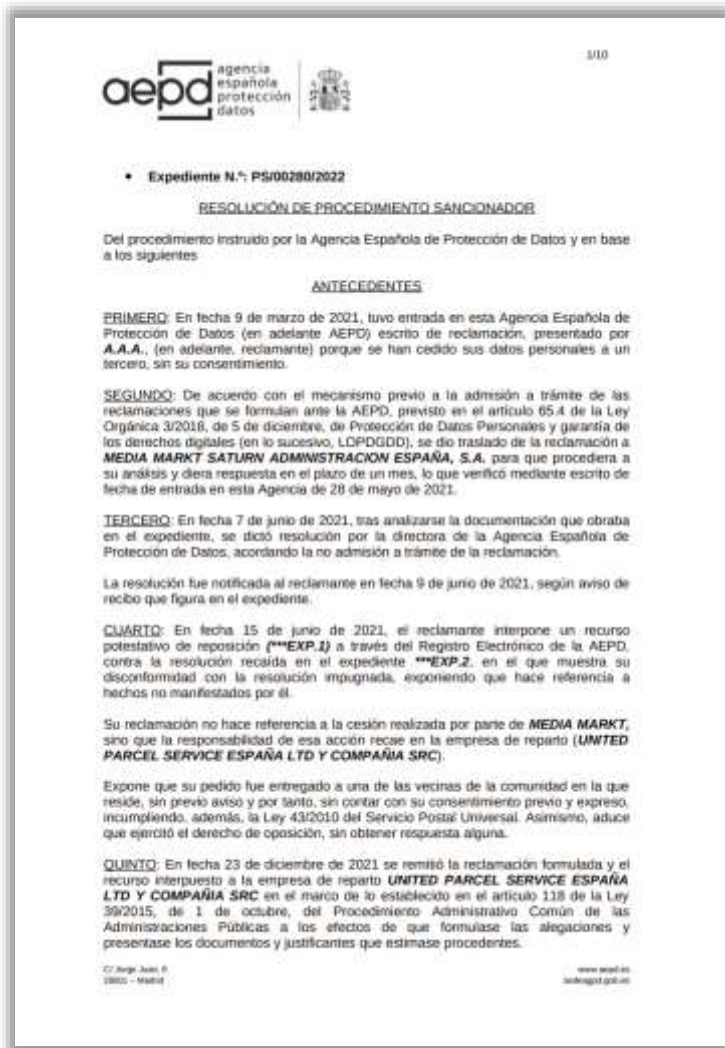 1/10
aepd agencia
española
protección
datos
• Expediente N.º: PS/00280/2022
RESOLUCIÓN DE PROCEDIMIENTO SANCIONADOR
Del procedimiento instruido por la Agencia Española de Protección de Datos y en base
a los siguientes
ANTECEDENTES
PRIMERO: En fecha 9 de marzo de 2021, tuvo entrada en esta Agencia Española de
Protección de Datos (en adelante AEPD) escrito de reclamación, presentado por
A.A.A., (en adelante, reclamante) porque se han cedido sus datos personales a un
tercero, sin su consentimiento.
SEGUNDO: De acuerdo con el mecanismo previo a la admisión a trámite de las
reclamaciones que se formulan ante la AEPD, previsto en el artículo 65.4 de la Ley
Orgánica 3/2018, de 5 de diciembre, de Protección de Datos Personales y garantía de
los derechos digitales (en lo sucesivo, LOPDGDD), se dio traslado de la reclamación a
MEDIA MARKT SATURN ADMINISTRACION ESPAÑA, S.A. para que procediera a
su análisis y diera respuesta en el plazo de un mes, lo que verificó mediante escrito de
fecha de entrada en esta Agencia de 28 de mayo de 2021.
TERCERO: En fecha 7 de junio de 2021, tras analizarse la documentación que obraba
en el expediente, se dictó resolución por la directora de la Agencia Española de
Protección de Datos, acordando la no admisión a trámite de la reclamación.
La resolución fue notificada al reclamante en fecha 9 de junio de 2021, según aviso de
recibo que figura en el expediente.
CUARTO: En fecha 15 de junio de 2021, el reclamante interpone un recurso
potestativo de reposición (***EXP.1) a través del Registro Electrónico de la AEPD,
contra la resolución recaída en el expediente ***EXP.2, en el que muestra su
disconformidad con la resolución impugnada, exponiendo que hace referencia a
hechos no manifestados por él.
Su reclamación no hace referencia a la cesión realizada por parte de MEDIA MARKT,
sino que la responsabilidad de esa acción recae en la empresa de reparto (UNITED
PARCEL SERVICE ESPAÑA LTD Y COMPAÑIA SRC).
Expone que su pedido fue entregado a una de las vecinas de la comunidad en la que
reside, sin previo aviso y por tanto, sin contar con su consentimiento previo y expreso,
incumpliendo, además, la Ley 43/2010 del Servicio Postal Universal. Asimismo, aduce
que ejercitó el derecho de oposición, sin obtener respuesta alguna.
QUINTO: En fecha 23 de diciembre de 2021 se remitió la reclamación formulada y el
recurso interpuesto a la empresa de reparto UNITED PARCEL SERVICE ESPAÑA
LTD Y COMPAÑIA SRC en el marco de lo establecido en el artículo 118 de la Ley
39/2015, de 1 de octubre, del Procedimiento Administrativo Común de las
Administraciones Públicas a los efectos de que formulase las alegaciones y
presentase los documentos y justificantes que estimase procedentes.
C/ Jorge Juan, 6
28001 – Madrid
www.aepd.es
sedeagpd.gob.es